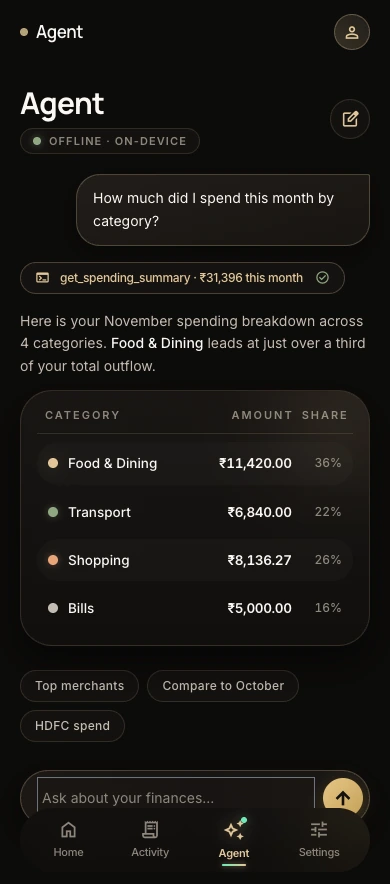 Agent
Agent
OFFLINE · ON-DEVICE
How much did I spend this month by
category?
get_spending_summary · ₹31,396 this month
Here is your November spending breakdown across
4 categories. Food & Dining leads at just over a third
of your total outflow.
CATEGORY AMOUNT SHARE
Food & Dining ₹11,420.00 36%
Transport ₹6,840.00 22%
Shopping ₹8,136.27 26%
Bills ₹5,000.00 16%
Top merchants Compare to October
HDFC spend
Ask about your finances...
Home Activity Agent Settings